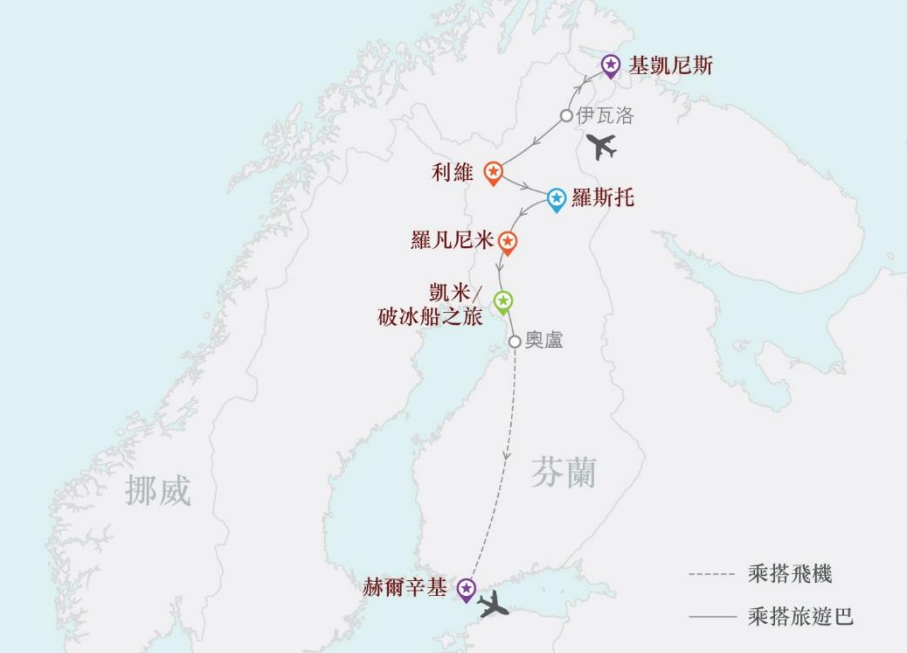 基凱尼斯
伊瓦洛
利維
羅斯托
羅凡尼米
凱米/
破冰船之旅
奧盧
芬蘭
挪威
乘搭飛機
赫爾辛基
乘搭旅遊巴